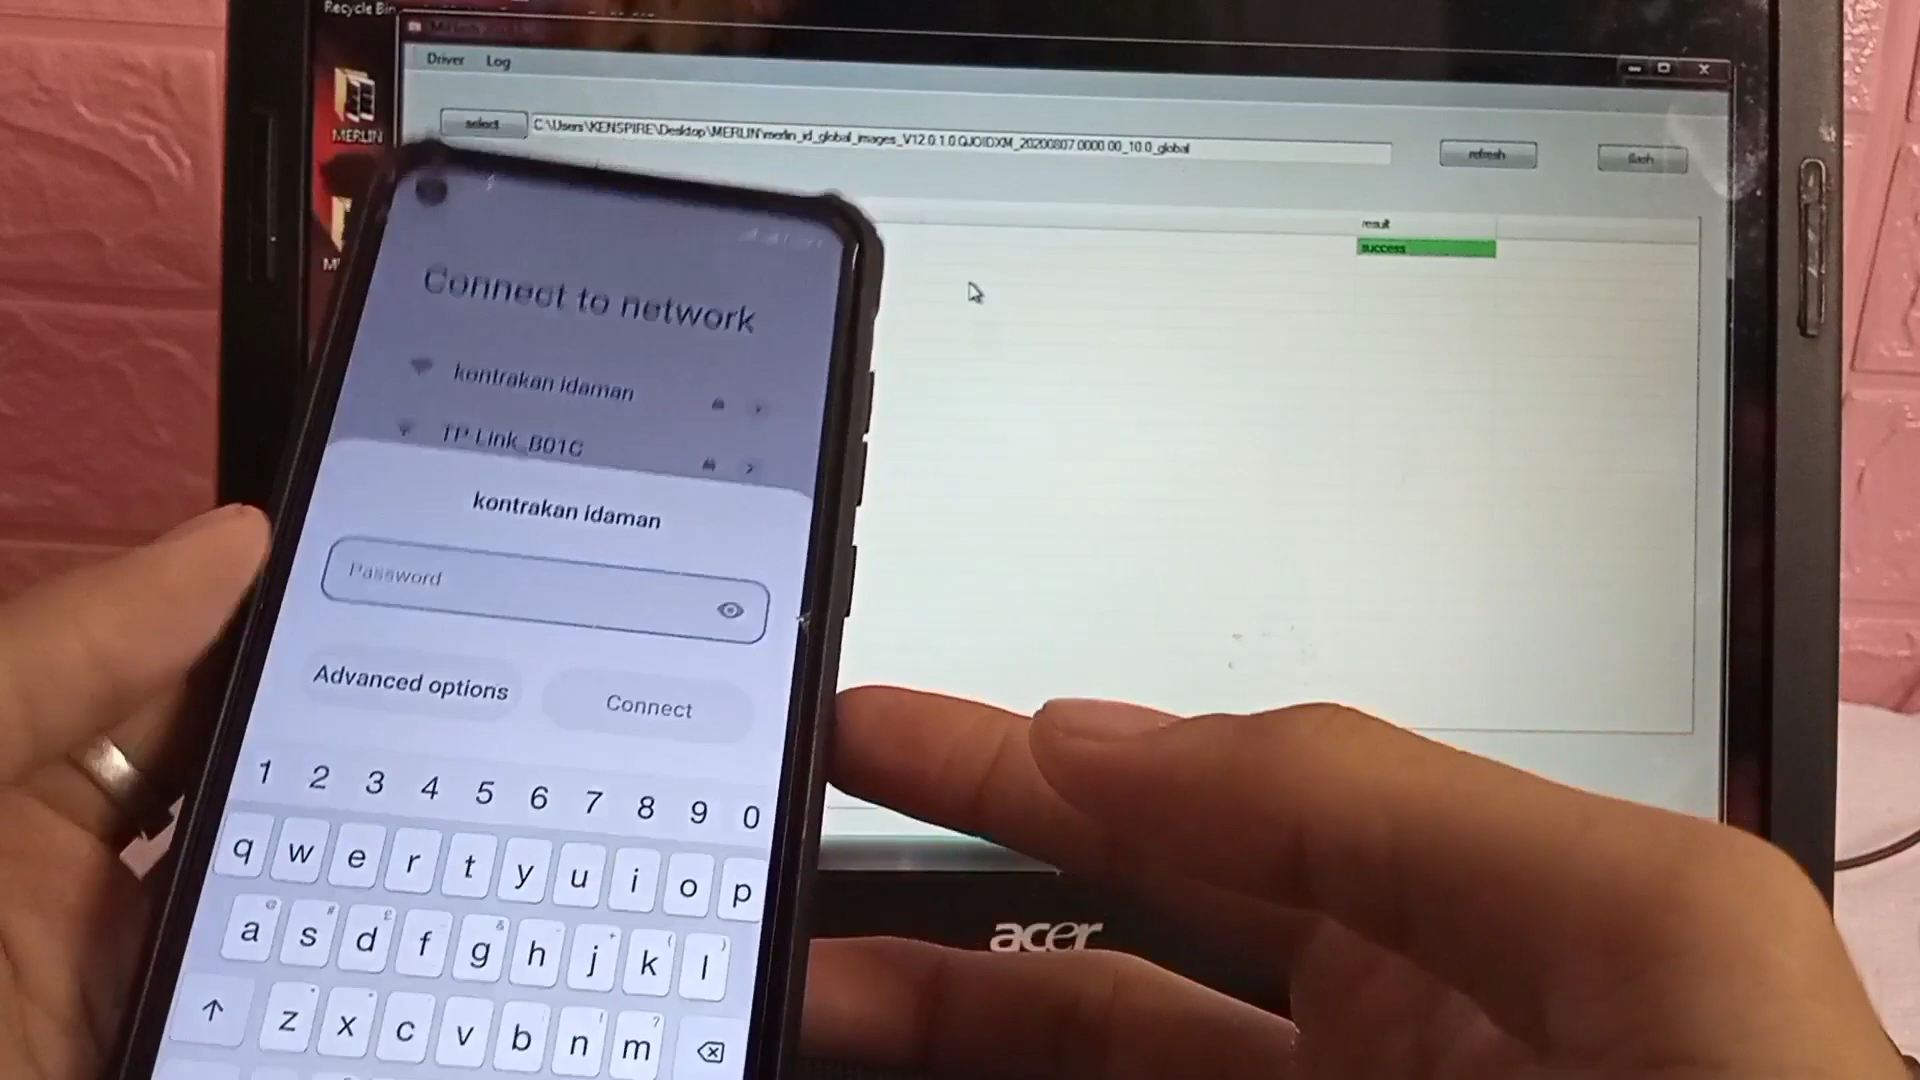 Recycle Bin
Driver Log
select C:\Users\KENSPIRE\Desktop\MERLIN\merlin_id_global_images_V12.0.1.0.QJOIDXM_20200807.0000.00_10.0_global refresh flash
MERLIN
result
success
Connect to network
kontrakan idaman
TP-Link_B01C
kontrakan idaman
Password
Advanced options Connect
1 2 3 4 5 6 7 8 9 0
q w e r t y u i o p
a s d f g h j k l
z x c v b n m
acer